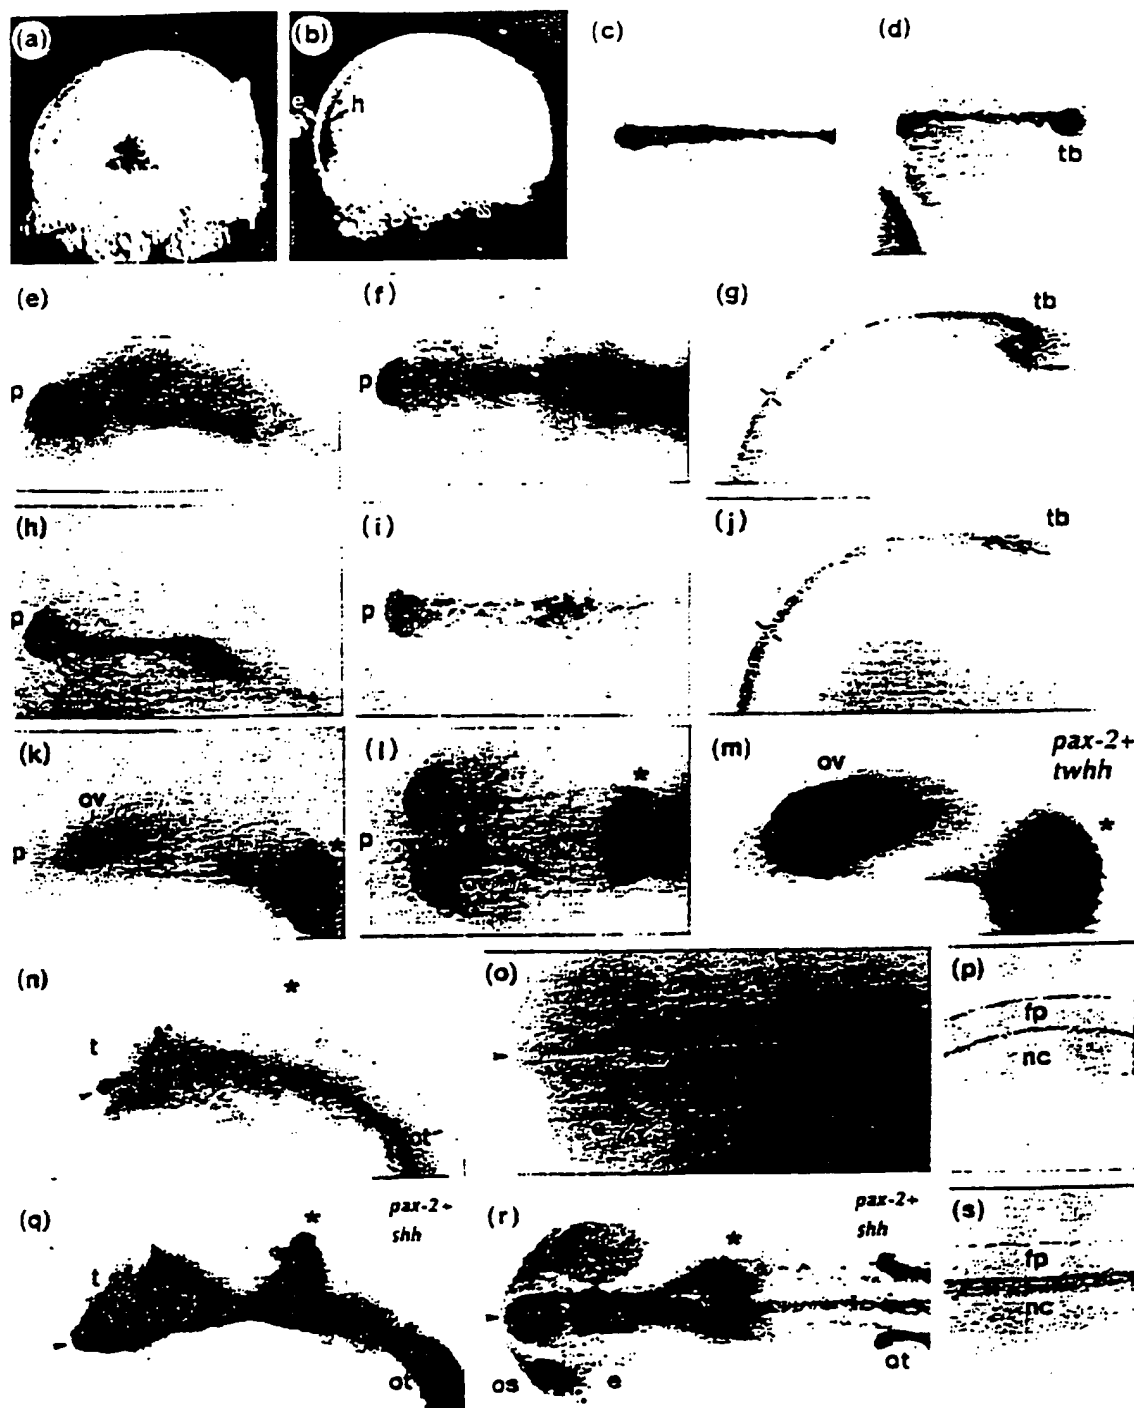 (a) (b) (c) (d)
e h
tb
(e) (f) (g) tb
p p
(h) (i) (j) tb
p p
(k) (l) * (m) pax-2+
ov ov twhh
p * p *
ov
(n) * (o) (p)
t fp
nc
ot
(q) * pax-2+ (r) * pax-2+ (s)
shh shh
t fp
nc
ot os e ot